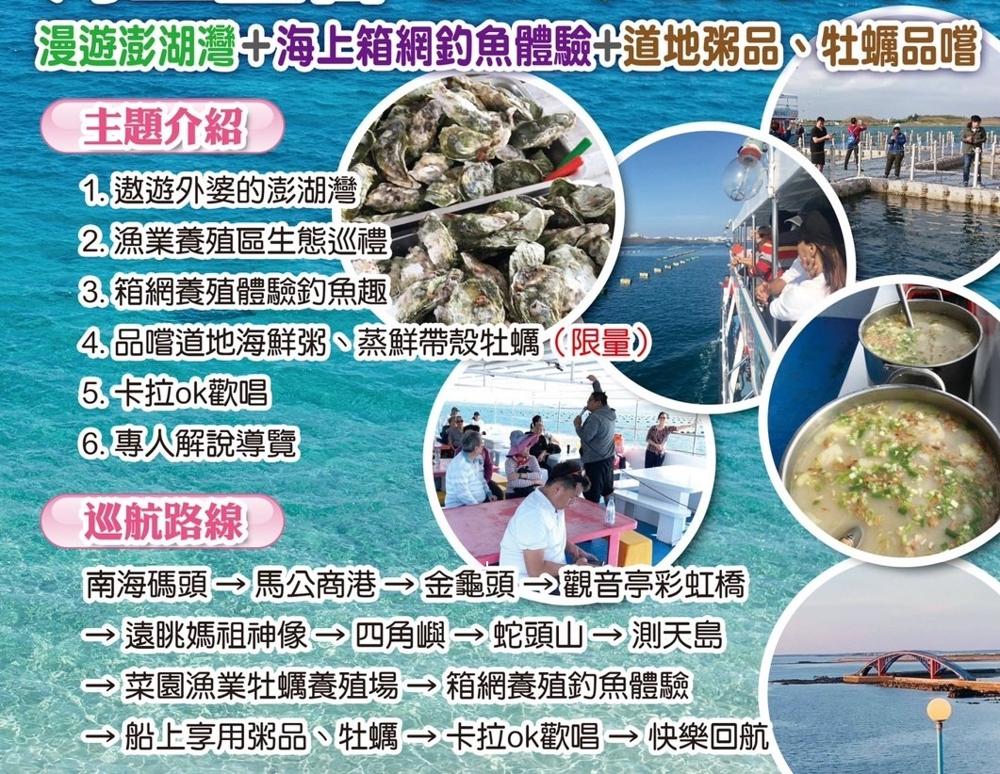 漫遊澎湖灣+海上箱網釣魚體驗+道地粥品、牡蠣品嚐
主題介紹
1. 遨遊外婆的澎湖灣
2. 漁業養殖區生態巡禮
3. 箱網養殖體驗釣魚趣
4. 品嚐道地海鮮粥、蒸鮮帶殼牡蠣（限量）
5. 卡拉ok歡唱
6. 專人解說導覽
巡航路線
南海碼頭→馬公商港→金龜頭→觀音亭彩虹橋
→遠眺媽祖神像→四角嶼→蛇頭山→測天島
→菜園漁業牡蠣養殖場→箱網養殖釣魚體驗
→船上享用粥品、牡蠣→卡拉ok歡唱→快樂回航